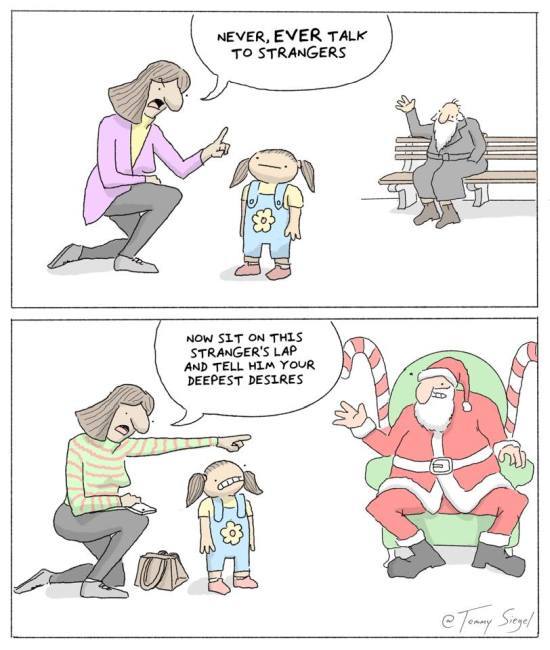 NEVER, EVER TALK
TO STRANGERS
NOW SIT ON THIS
STRANGER'S LAP
AND TELL HIM YOUR
DEEPEST DESIRES
@ Tommy Siegel